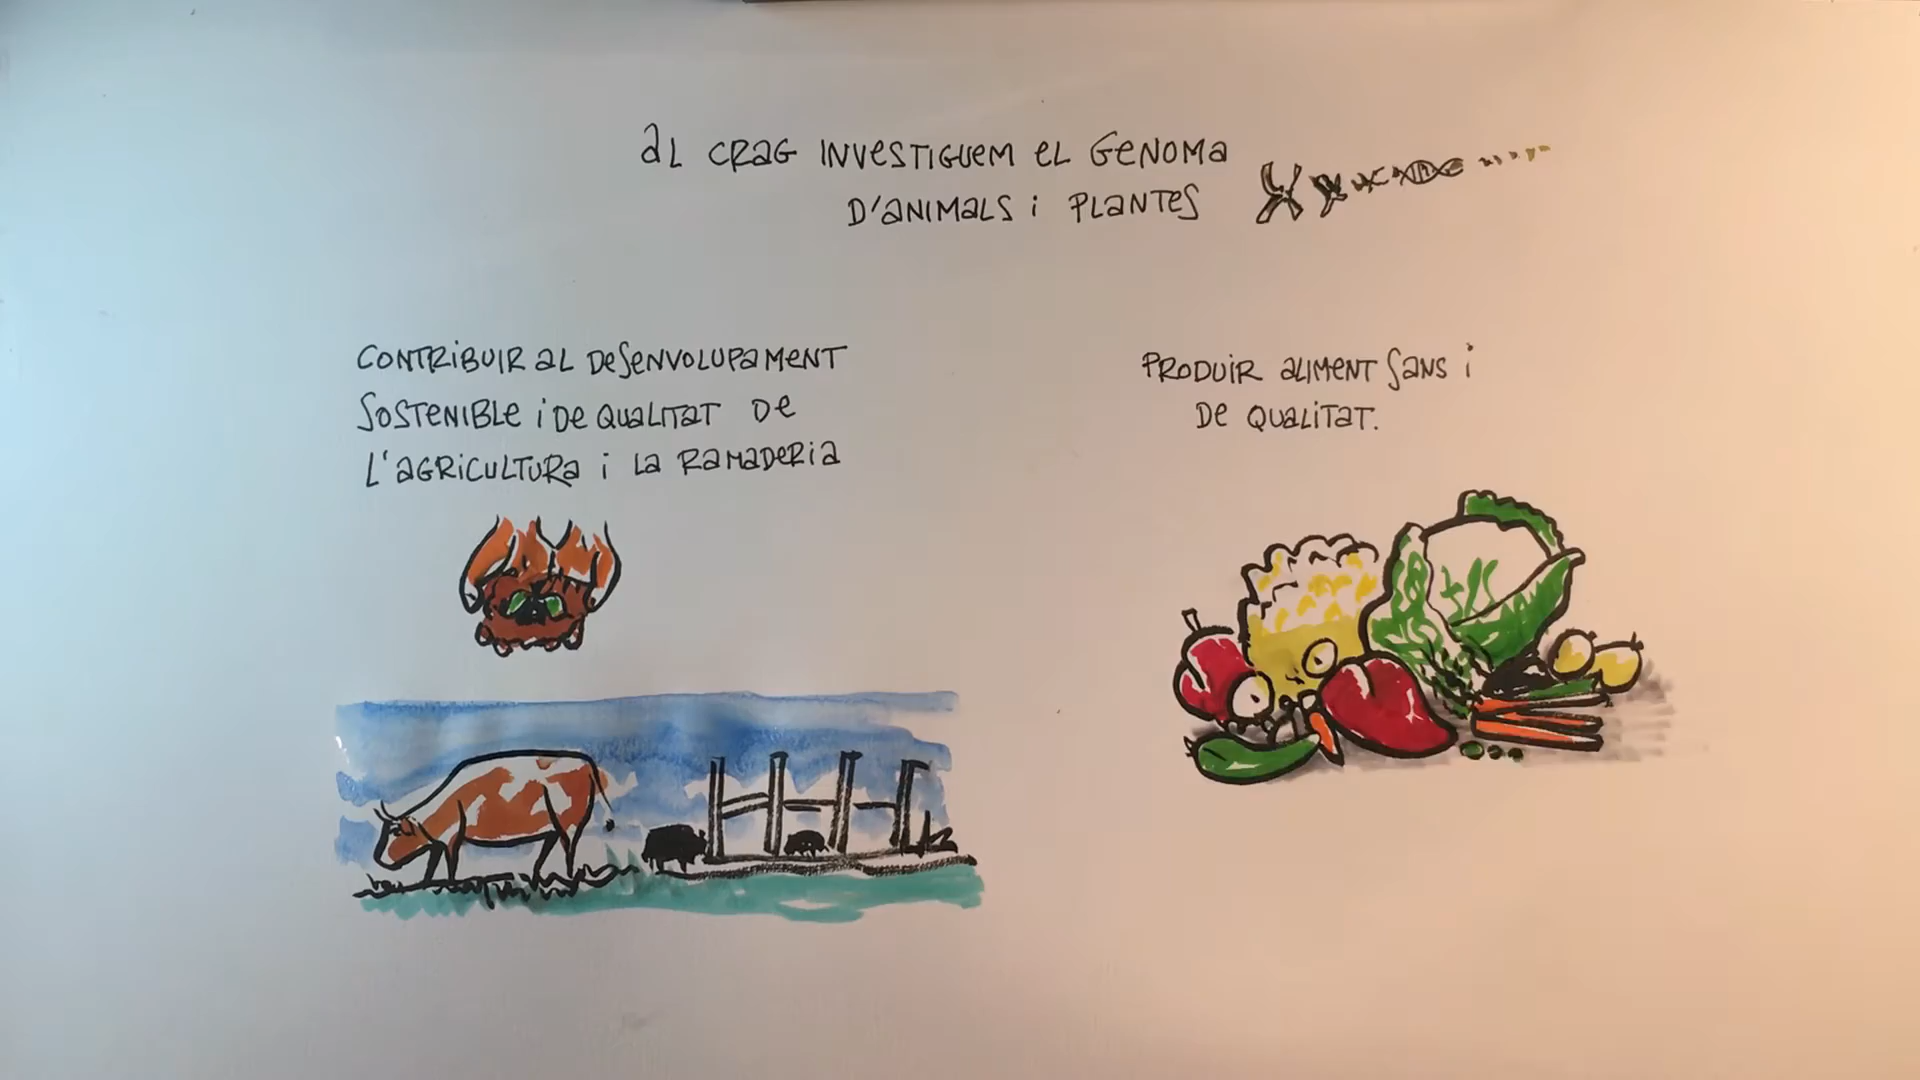 al CRaG INVeSTIGUeM eL GeNOMa
D'aNIMaLS i PLaNTeS
CONTRiBUIR aL DeSeNVOLUPaMeNT
SOSTeNIBLe i De QUaLiTaT De
L'aGRiCULTURa i La RaMaDeRia
PRODUIR aLIMeNT SaNS i
De QUaLiTaT.